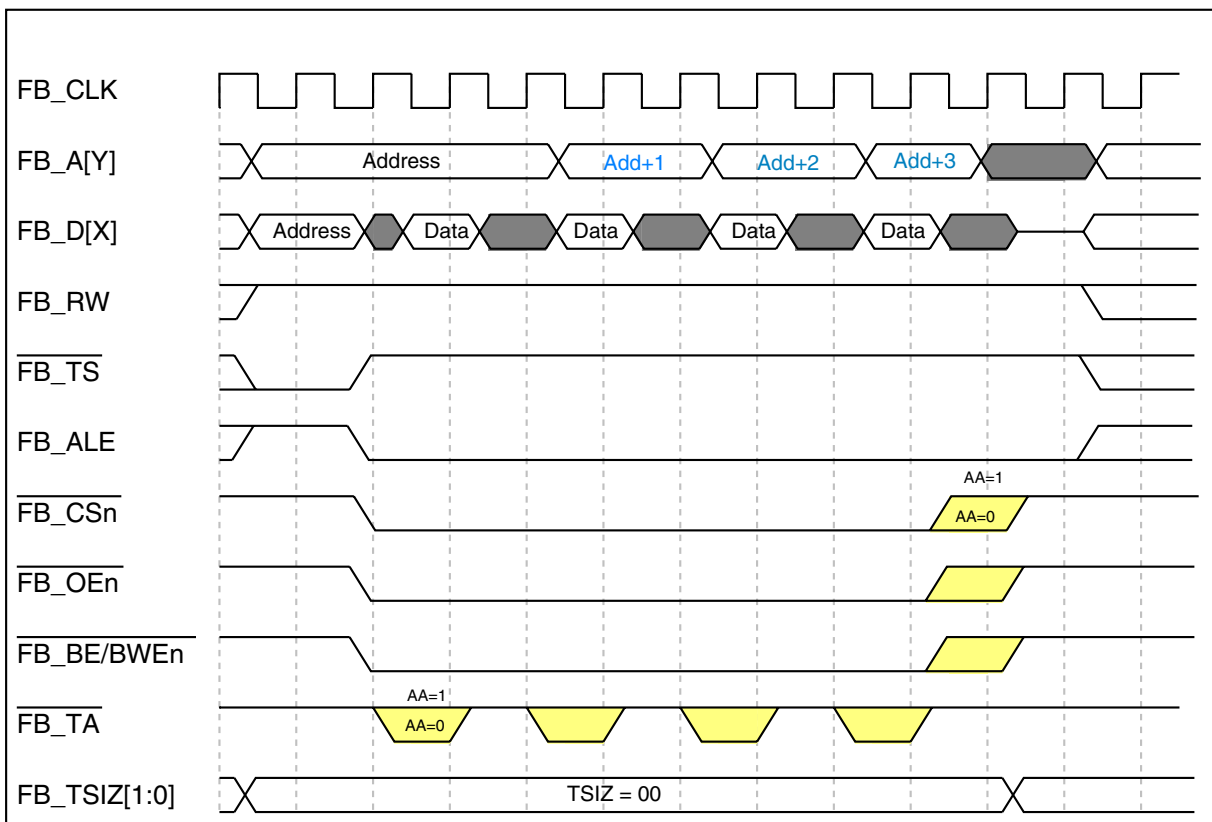 FB_CLK
FB_A[Y] Address Add+1 Add+2 Add+3
FB_D[X] Address Data Data Data Data
FB_RW
FB_TS
FB_ALE
AA=1
FB_CSn AA=0
FB_OEn
FB_BE/BWEn
AA=1
FB_TA AA=0
FB_TSIZ[1:0] TSIZ = 00